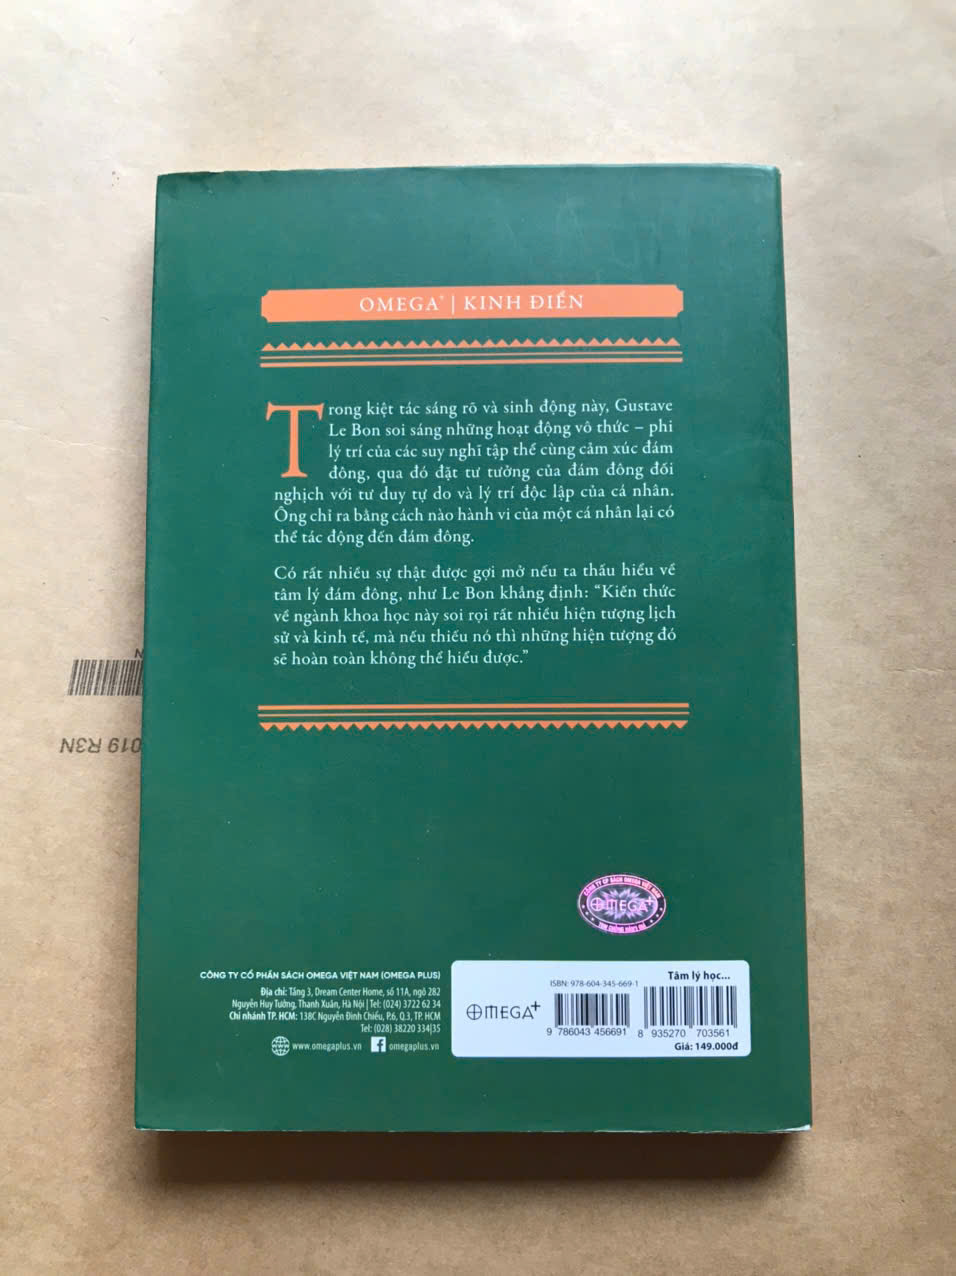 OMEGA⁺ | KINH ĐIỂN
Trong kiệt tác sáng rõ và sinh động này, Gustave
Le Bon soi sáng những hoạt động vô thức – phi
lý trí của các suy nghĩ tập thể cùng cảm xúc đám
đông, qua đó đặt tư tưởng của đám đông đối
nghịch với tư duy tự do và lý trí độc lập của cá nhân.
Ông chỉ ra bằng cách nào hành vi của một cá nhân lại có
thể tác động đến đám đông.
Có rất nhiều sự thật được gợi mở nếu ta thấu hiểu về
tâm lý đám đông, như Le Bon khẳng định: “Kiến thức
về ngành khoa học này soi rọi rất nhiều hiện tượng lịch
sử và kinh tế, mà nếu thiếu nó thì những hiện tượng đó
sẽ hoàn toàn không thể hiểu được.”
N
019 R3N
CÔNG TY CP SÁCH OMEGA VIỆT NAM
OMEGA+
CÔNG TY CỔ PHẦN SÁCH OMEGA VIỆT NAM (OMEGA PLUS)
Địa chỉ: Tầng 3, Dream Center Home, số 11A, ngõ 282
Nguyễn Huy Tưởng, Thanh Xuân, Hà Nội | Tel: (024) 3722 62 34
Chi nhánh TP. HCM: 138C Nguyễn Đình Chiểu, P.6, Q.3, TP. HCM
Tel: (028) 38220 334|35
www.omegaplus.vn omegaplus.vn
OMEGA+
ISBN: 978-604-345-669-1
9 786043 456691
Tâm lý học...
8 935270 703561
Giá: 149.000đ